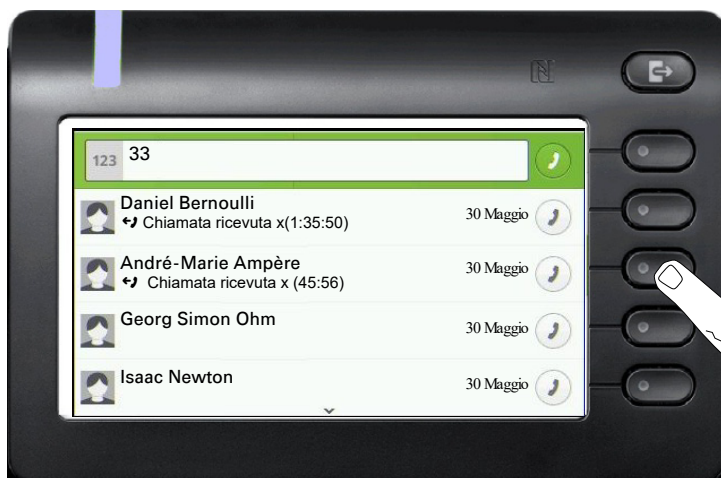 123 33
Daniel Bernoulli
Chiamata ricevuta x(1:35:50)
30 Maggio
André-Marie Ampère
Chiamata ricevuta x (45:56)
30 Maggio
Georg Simon Ohm
30 Maggio
Isaac Newton
30 Maggio